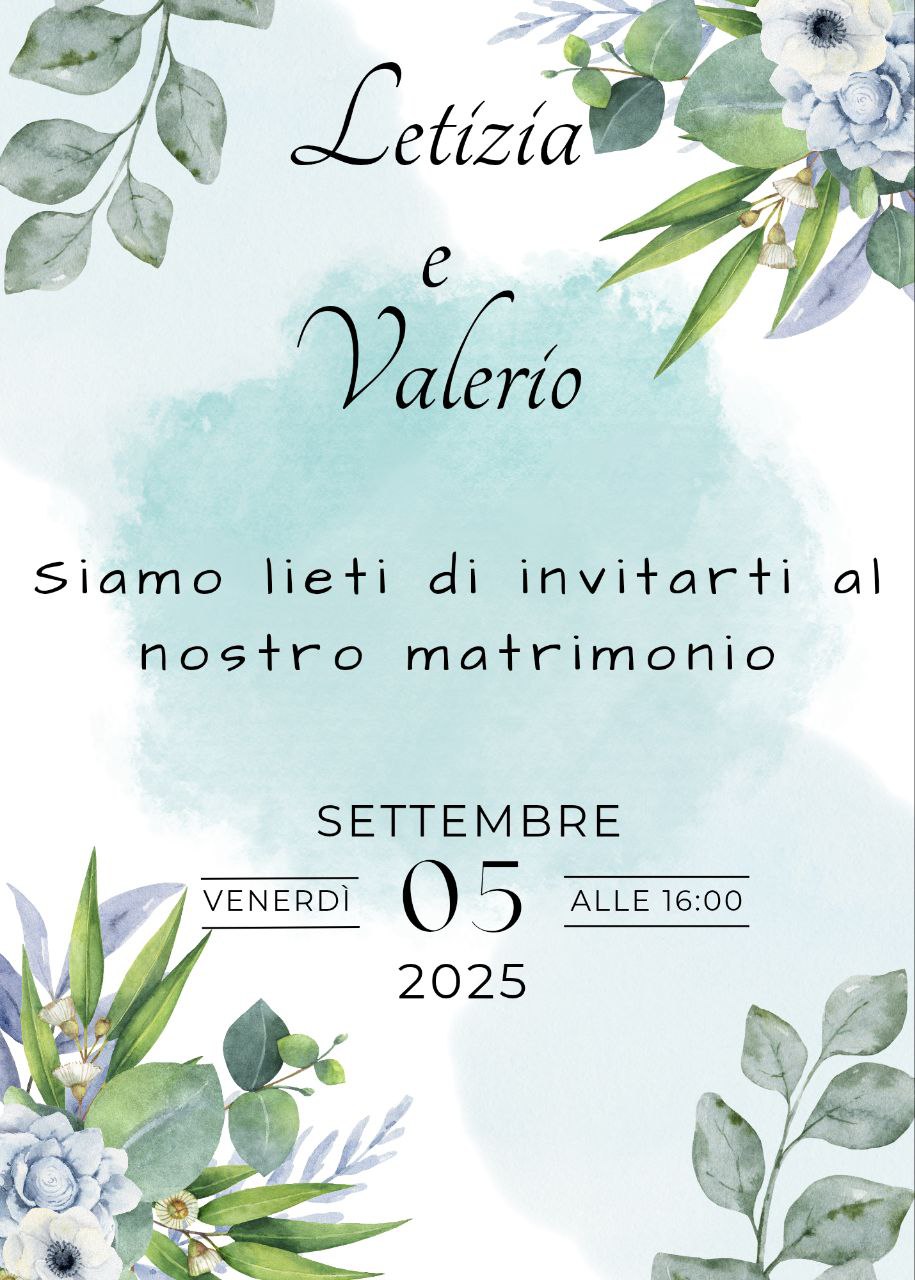 Letizia
e
Valerio
Siamo lieti di invitarti al
nostro matrimonio
SETTEMBRE
VENERDÌ 05 ALLE 16:00
2025